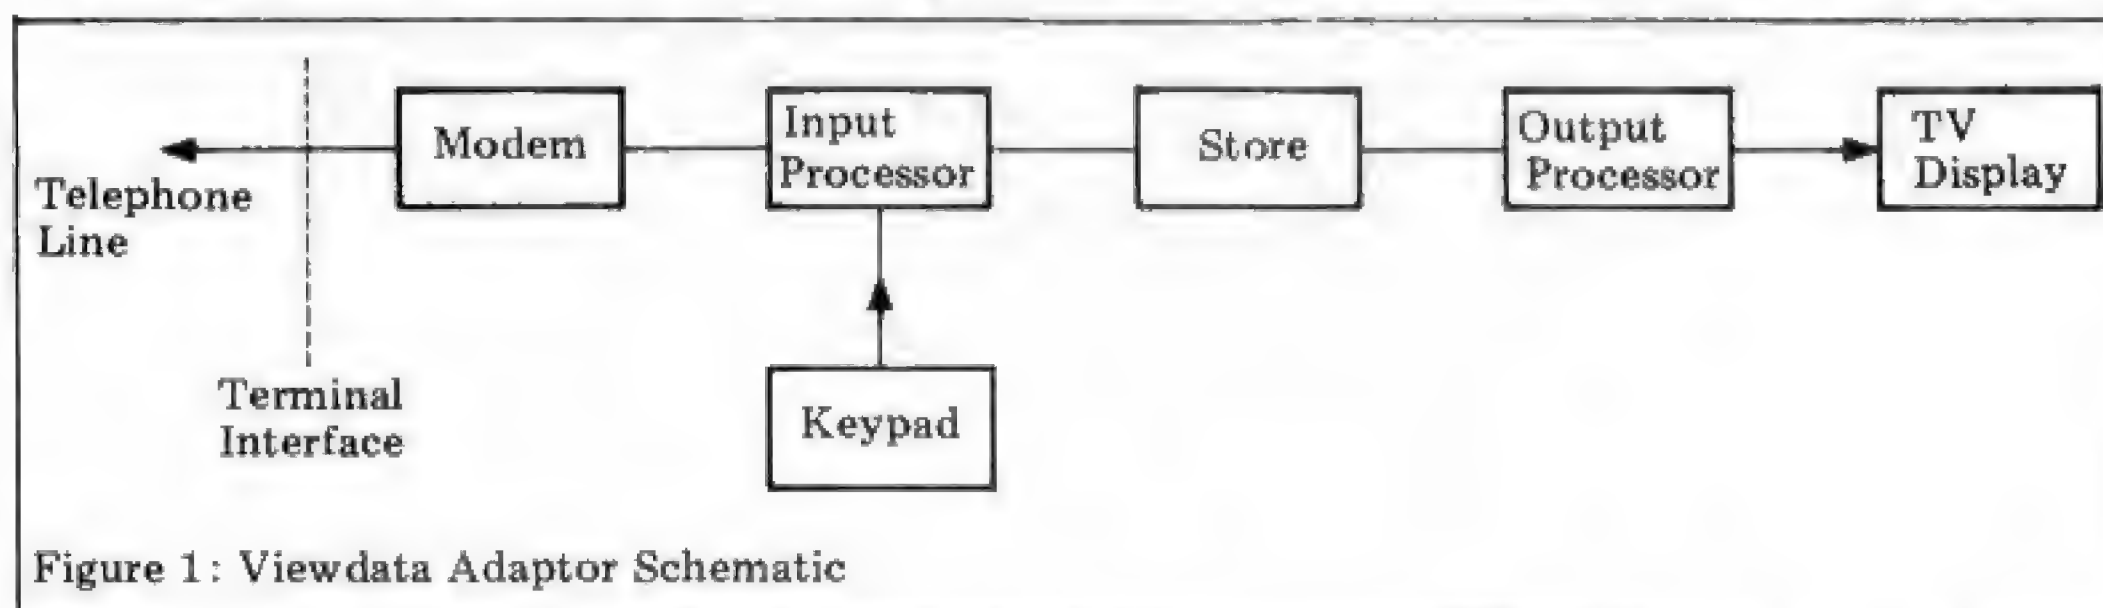 Telephone
Line
Terminal
Interface
Modem
Input
Processor
Keypad
Store
Output
Processor
TV
Display
Figure 1: Viewdata Adaptor Schematic